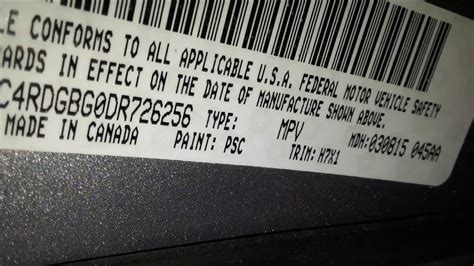 LE CONFORMS TO ALL APPLICABLE U.S.A. FEDERAL MOTOR VEHICLE SAFETY
ARDS IN EFFECT ON THE DATE OF MANUFACTURE SHOWN ABOVE.
C4RDGBG0DR726256 TYPE: MPV MDH:030815 045AA
MADE IN CANADA PAINT: PSC TRIM: H7X1